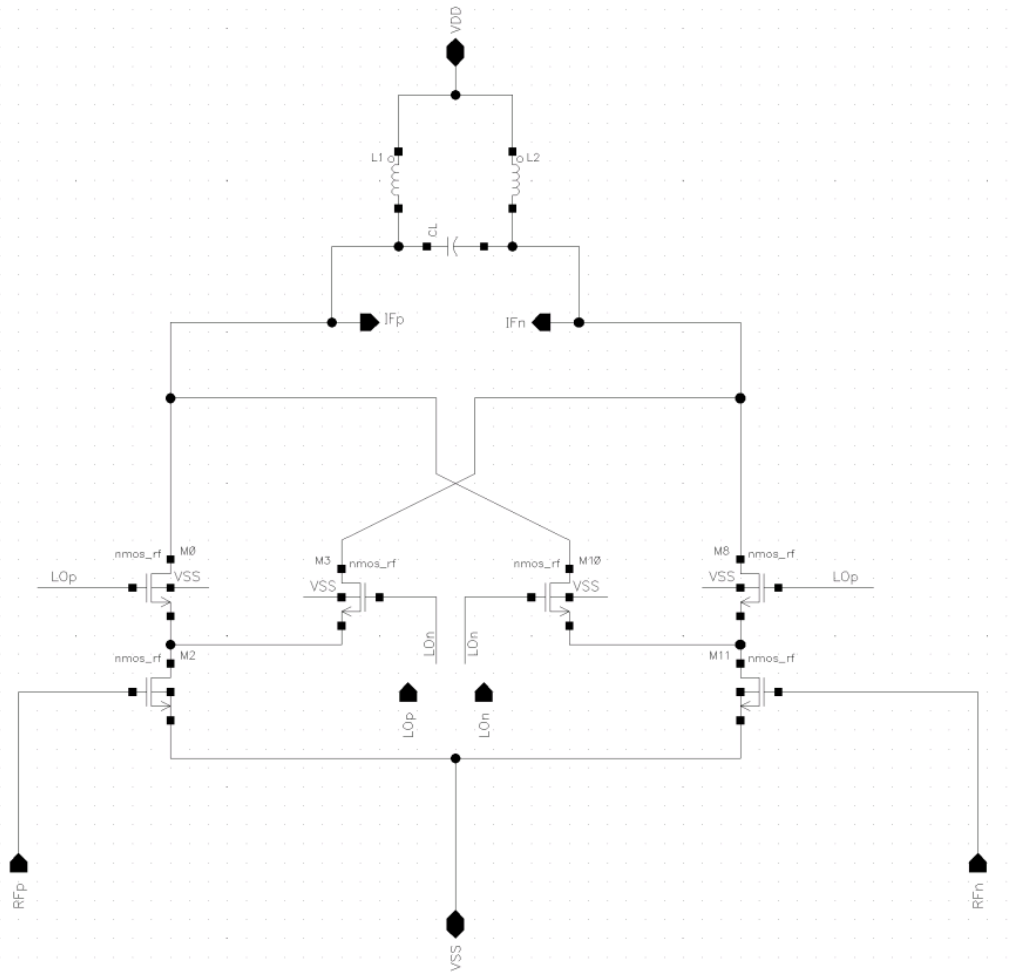 VDD
L1
L2
CL
IFp
IFn
nmos_rf
M0
LOp
VSS
M3
nmos_rf
VSS
nmos_rf
M10
VSS
M8
nmos_rf
VSS
LOp
LOn
LOn
nmos_rf
M2
M11
nmos_rf
LOp
LOn
RFp
RFn
VSS